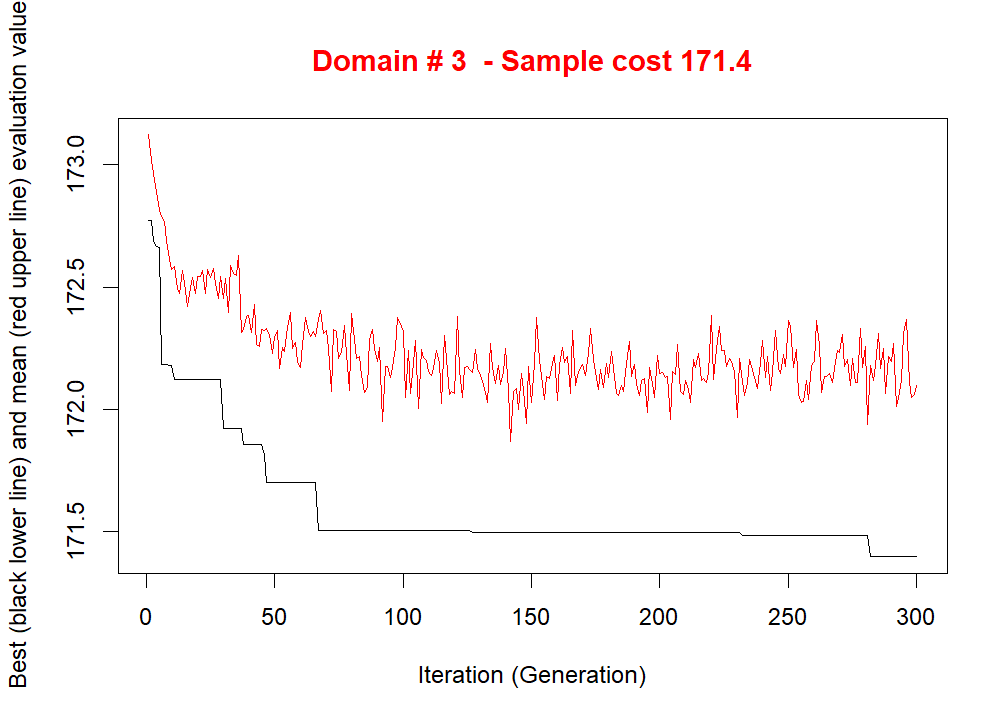 Domain # 3  - Sample cost 171.4
Best (black lower line) and mean (red upper line) evaluation value
173.0
172.5
172.0
171.5
0 50 100 150 200 250 300
Iteration (Generation)